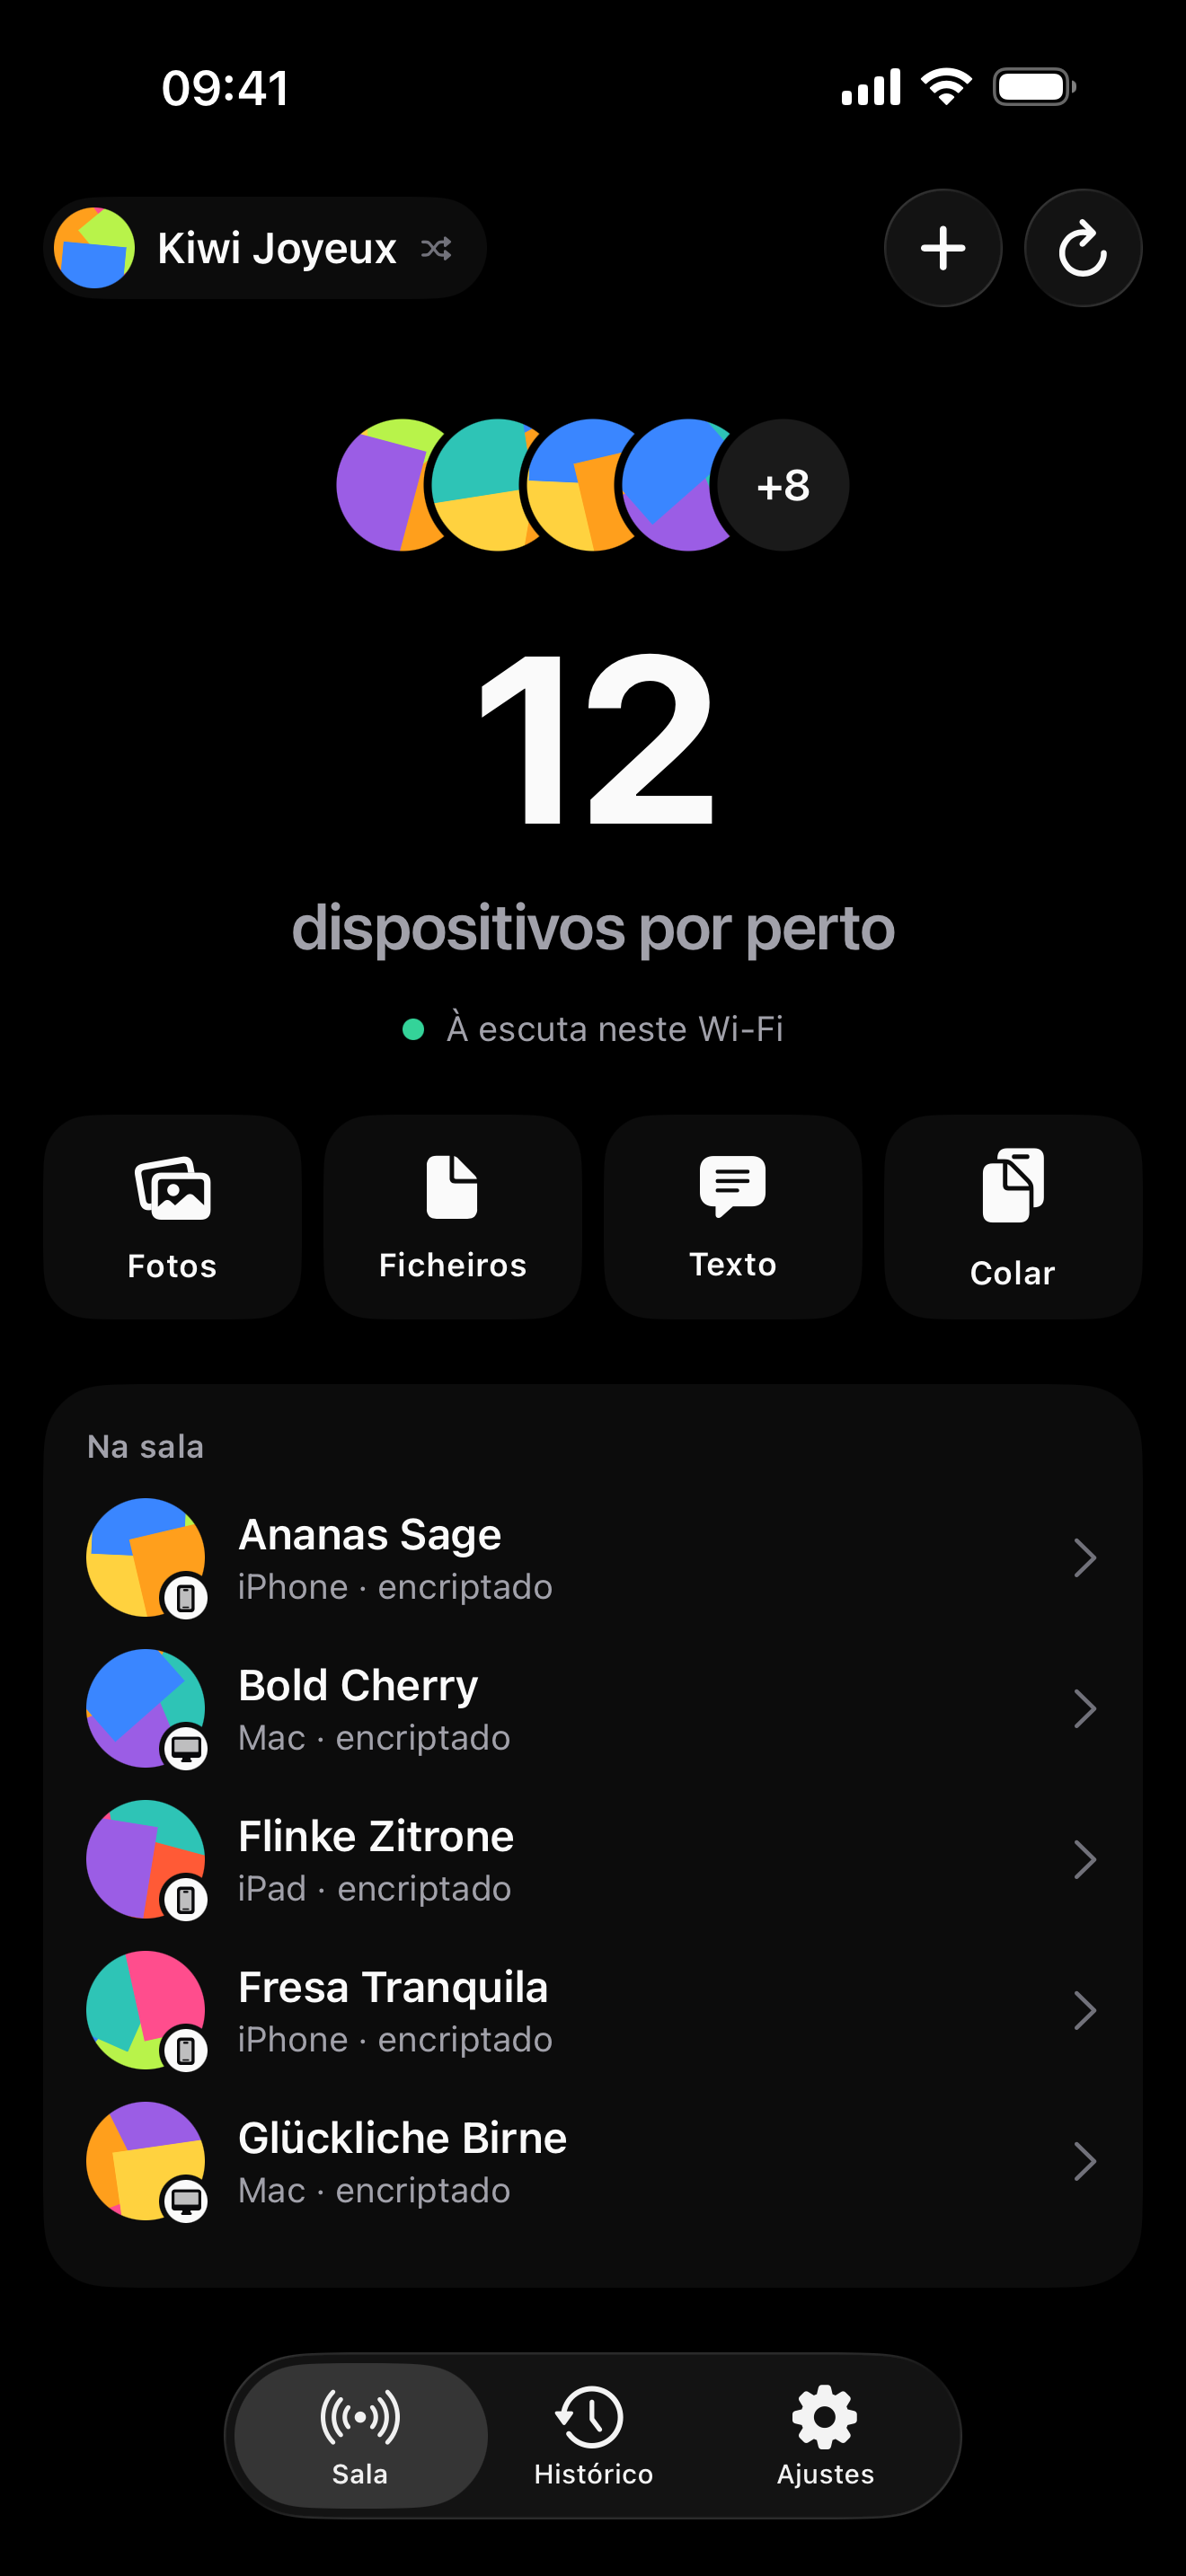 09:41
Kiwi Joyeux
+8
12
dispositivos por perto
À escuta neste Wi-Fi
Fotos
Ficheiros
Texto
Colar
Na sala
Ananas Sage
iPhone · encriptado
Bold Cherry
Mac · encriptado
Flinke Zitrone
iPad · encriptado
Fresa Tranquila
iPhone · encriptado
Glückliche Birne
Mac · encriptado
Sala
Histórico
Ajustes